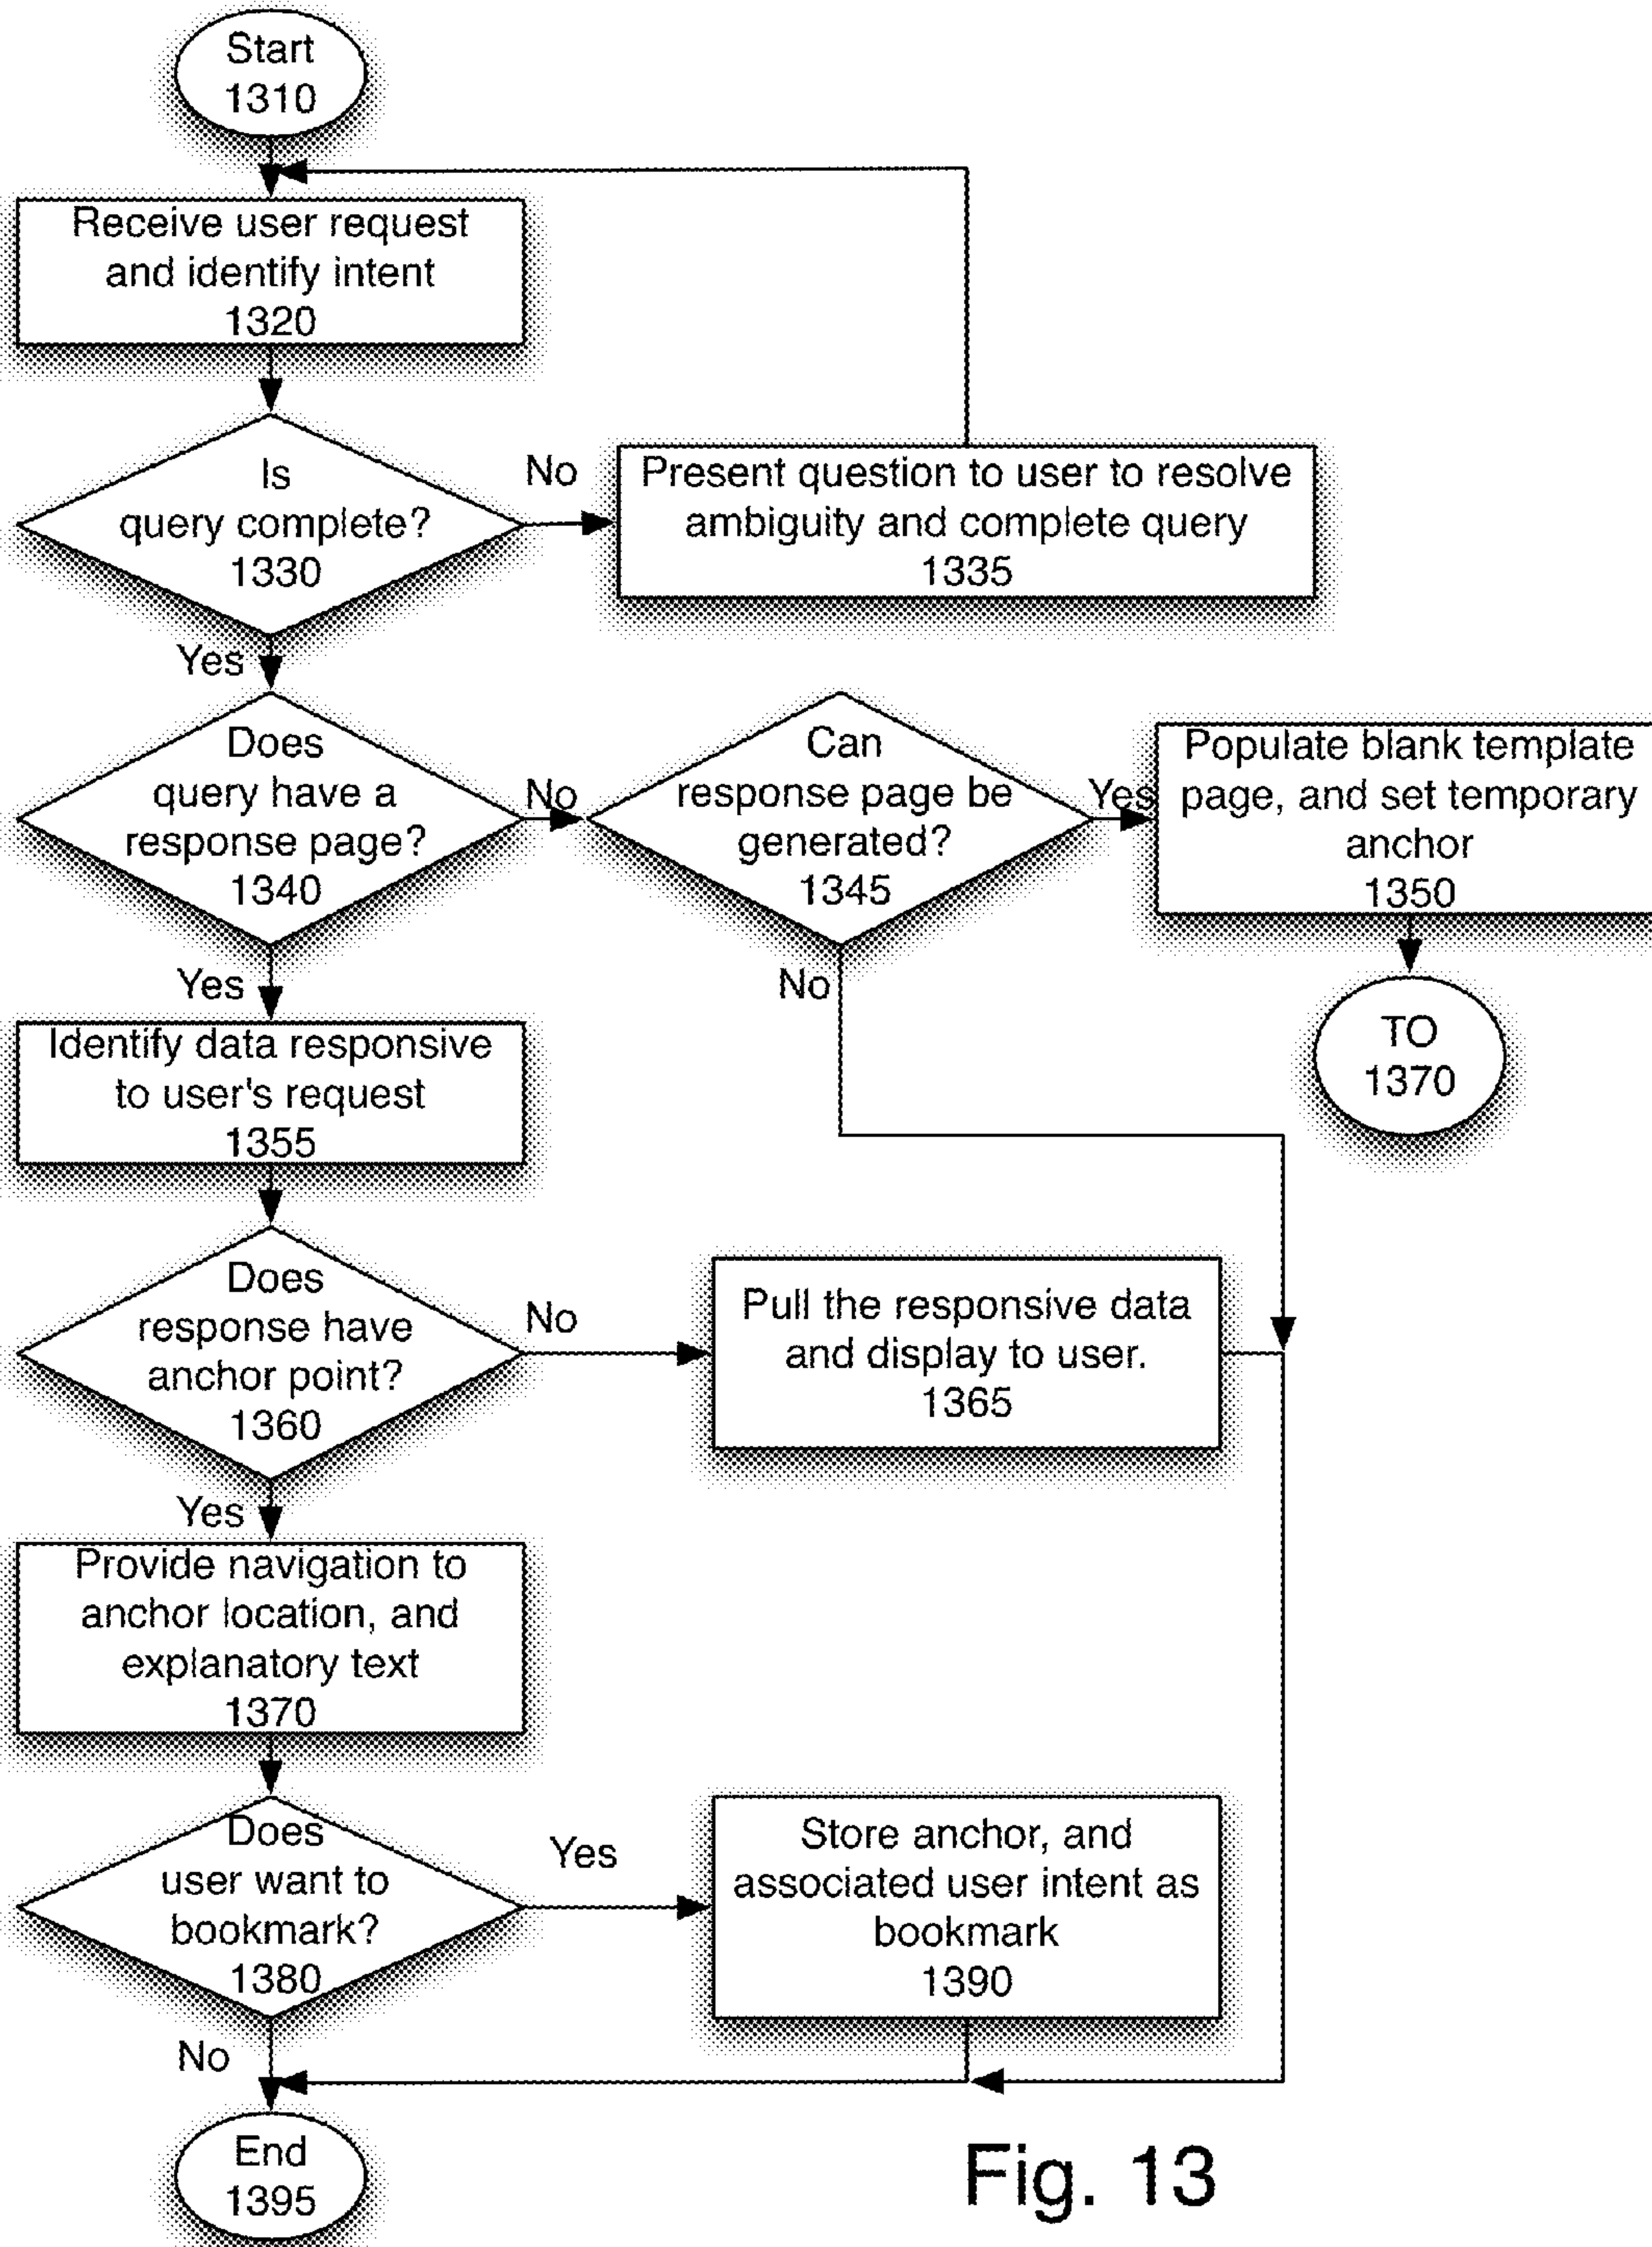 Start
1310
Receive user request
and identify intent
1320
Is
query complete?
1330
No
Present question to user to resolve
ambiguity and complete query
1335
Yes
Does
query have a
response page?
1340
No
Can
response page be
generated?
1345
Yes
Populate blank template
page, and set temporary
anchor
1350
Yes
No
TO
1370
Identify data responsive
to user's request
1355
Does
response have
anchor point?
1360
No
Pull the responsive data
and display to user.
1365
Yes
Provide navigation to
anchor location, and
explanatory text
1370
Does
user want to
bookmark?
1380
Yes
Store anchor, and
associated user intent as
bookmark
1390
No
End
1395
Fig. 13